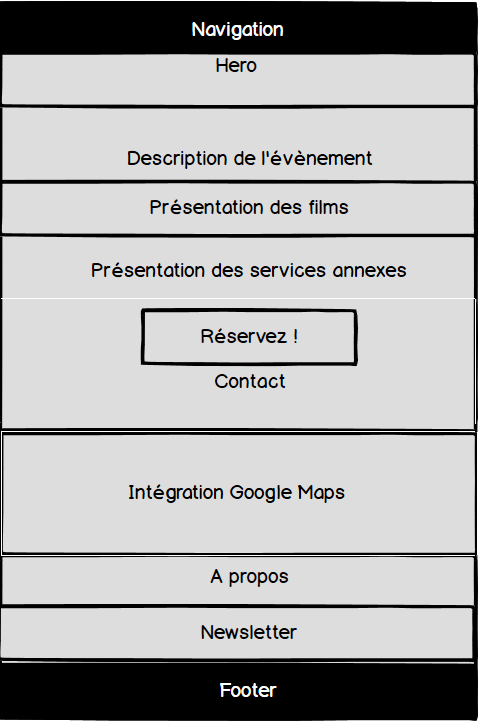 Navigation
Hero
Description de l'évènement
Présentation des films
Présentation des services annexes
Réservez !
Contact
Intégration Google Maps
A propos
Newsletter
Footer